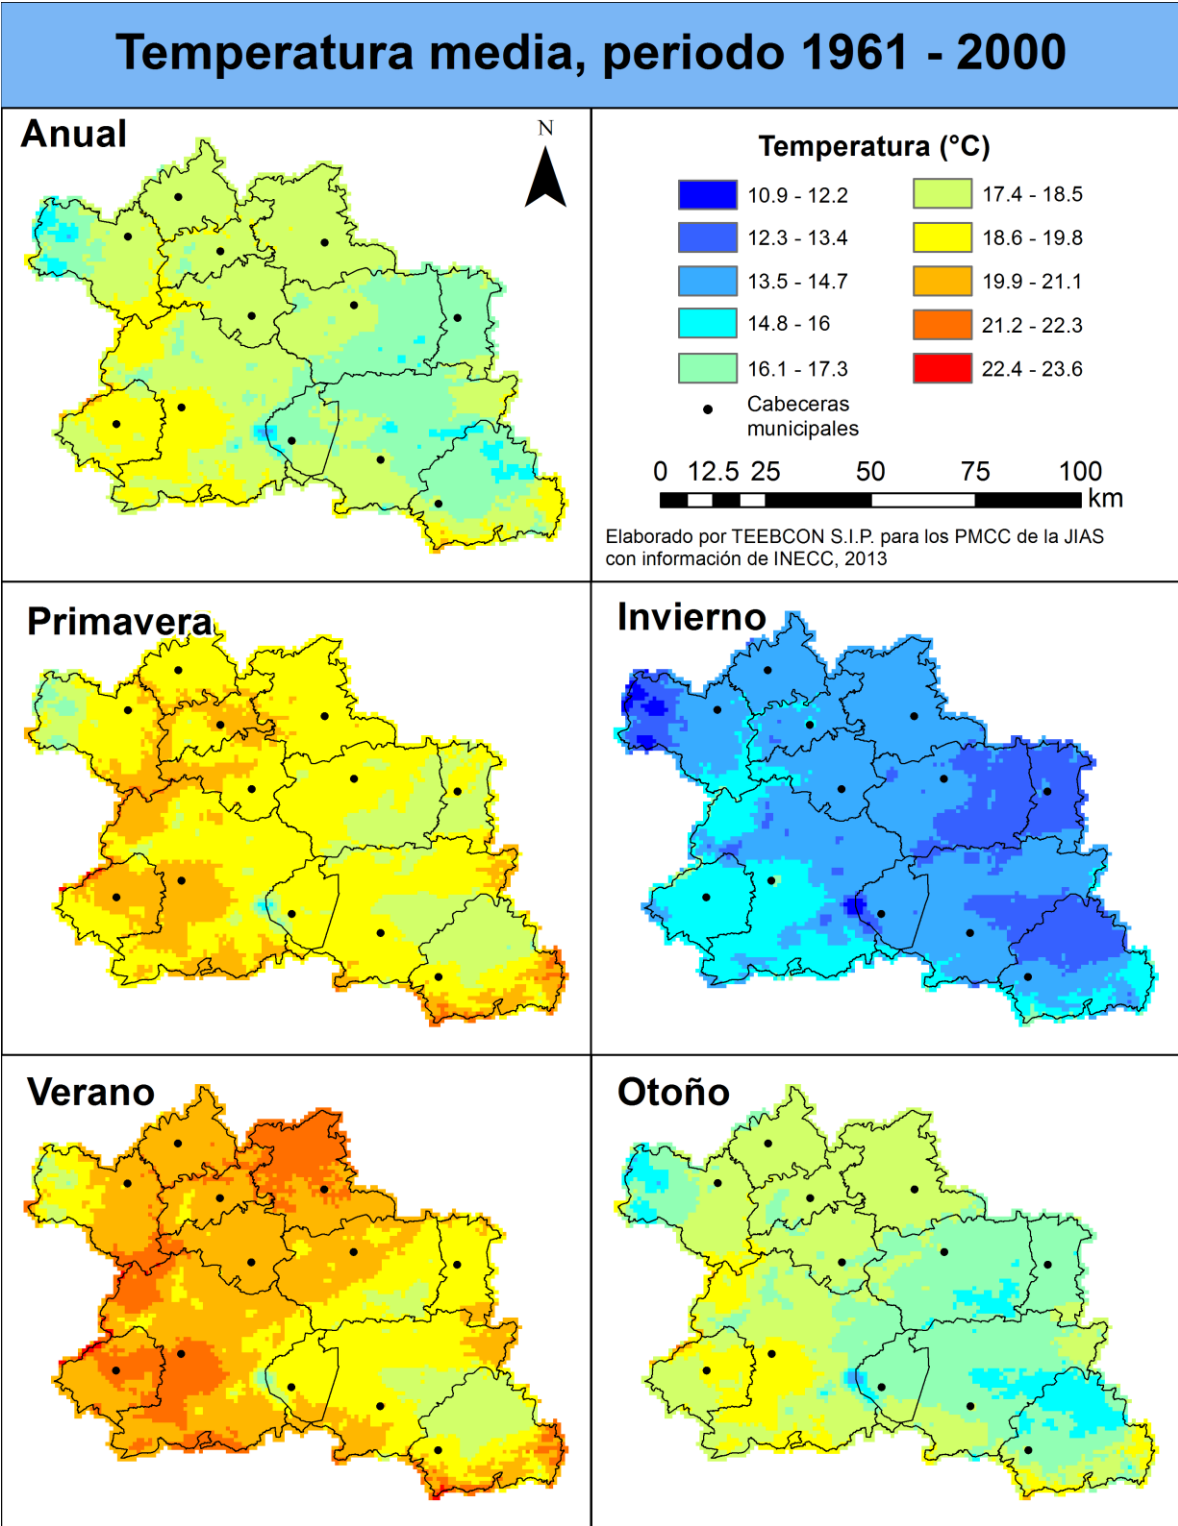 Temperatura media, periodo 1961 - 2000
Anual
N
Temperatura (°C)
10.9 - 12.2
12.3 - 13.4
13.5 - 14.7
14.8 - 16
16.1 - 17.3
17.4 - 18.5
18.6 - 19.8
19.9 - 21.1
21.2 - 22.3
22.4 - 23.6
Cabeceras
municipales
0 12.5 25 50 75 100
km
Elaborado por TEEBCON S.I.P. para los PMCC de la JIAS
con información de INECC, 2013
Primavera
Invierno
Verano
Otoño